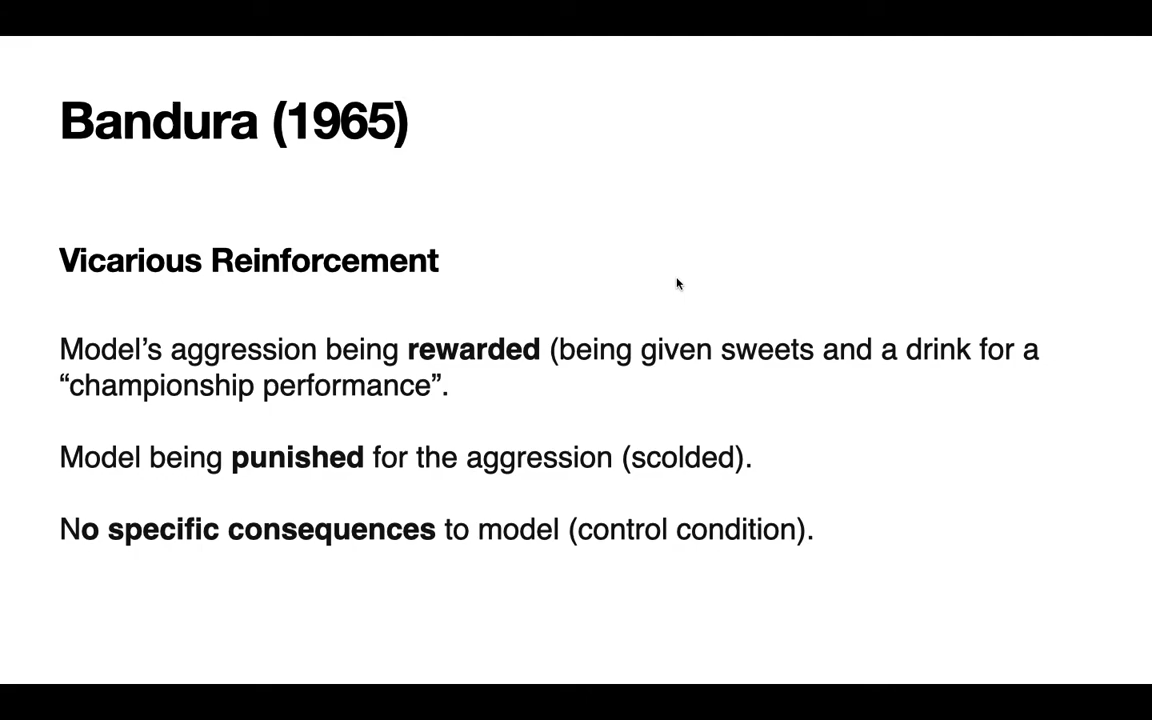 Bandura (1965)
Vicarious Reinforcement
Model’s aggression being rewarded (being given sweets and a drink for a
“championship performance”.
Model being punished for the aggression (scolded).
No specific consequences to model (control condition).